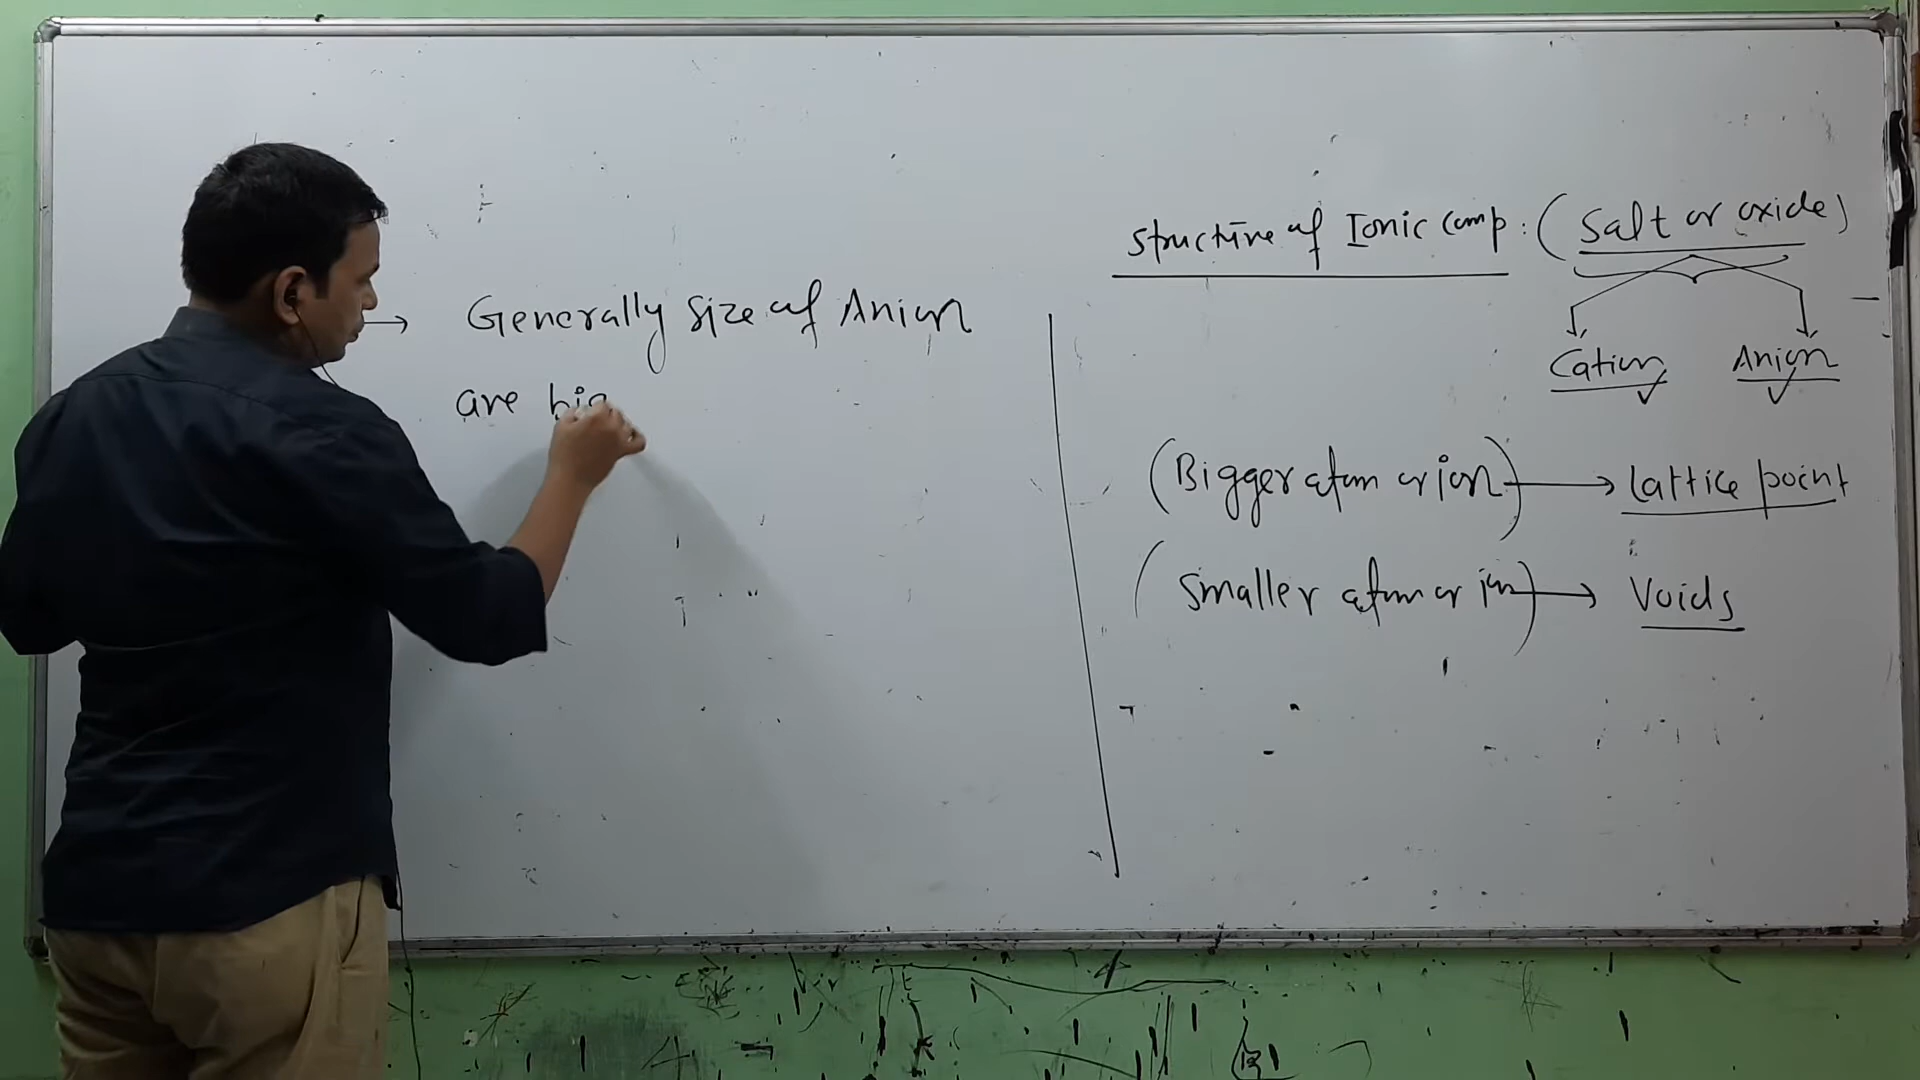 Structure of Ionic Comp : (Salt or oxide)
Cation Anion
(Bigger atom or ion) → Lattice point
(Smaller atom or ion) → Voids
→ Generally size of Anion
are big